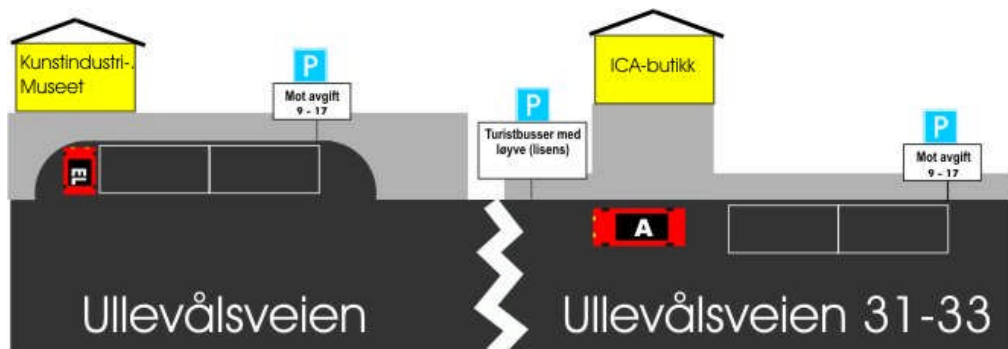 Kunstindustri-.
Museet
P
Mot avgift
9 - 17
EL
Ullevålsveien
P
Turistbusser med
løyve (lisens)
ICA-butikk
P
Mot avgift
9 - 17
A
Ullevålsveien 31-33